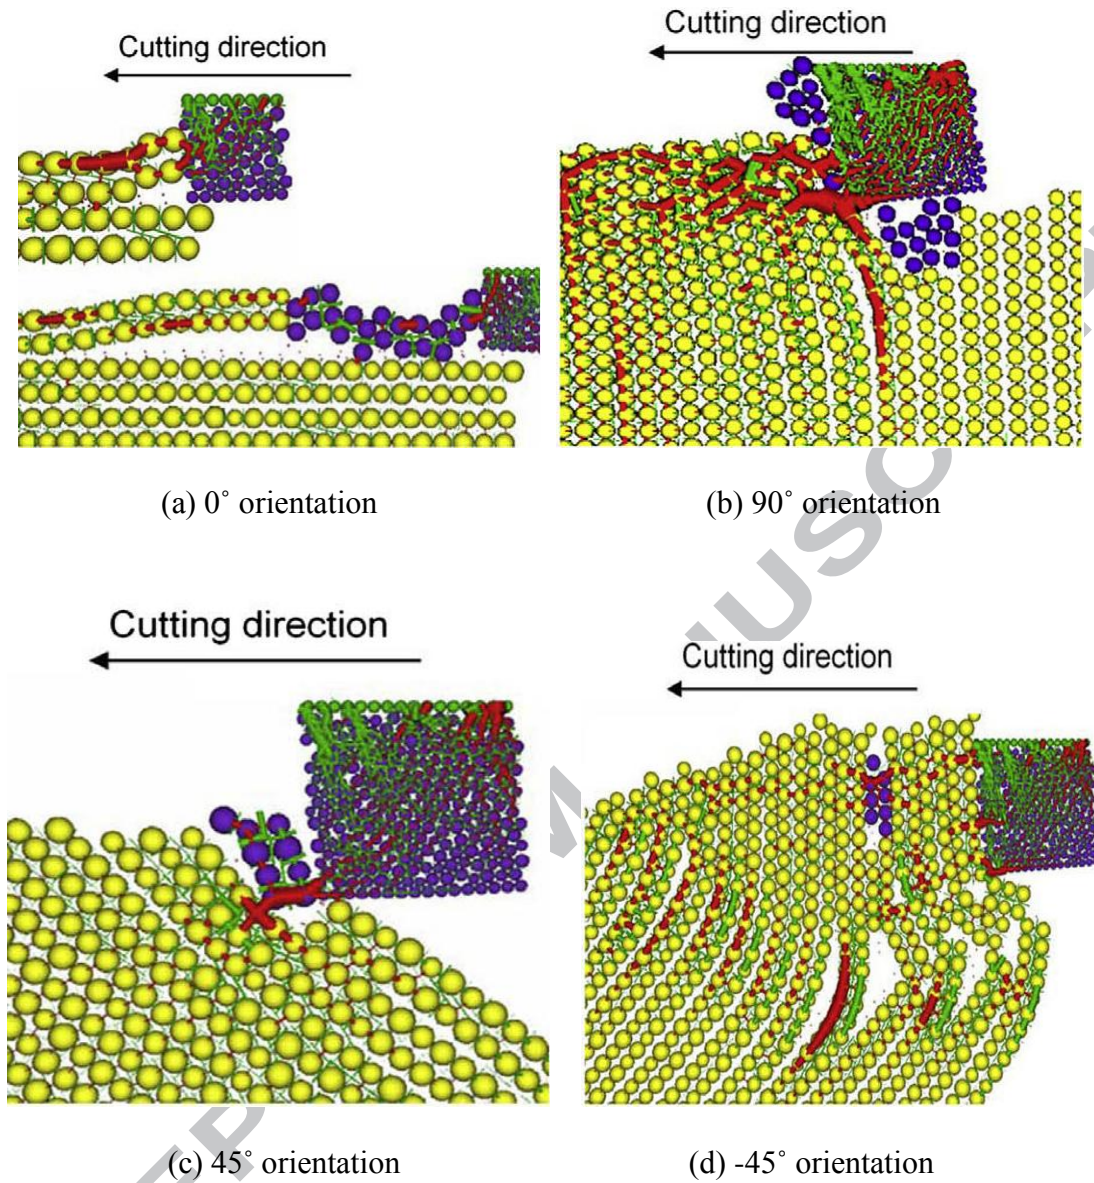 Cutting direction
Cutting direction
(a) 0˚ orientation
(b) 90˚ orientation
Cutting direction
Cutting direction
(c) 45˚ orientation
(d) -45˚ orientation